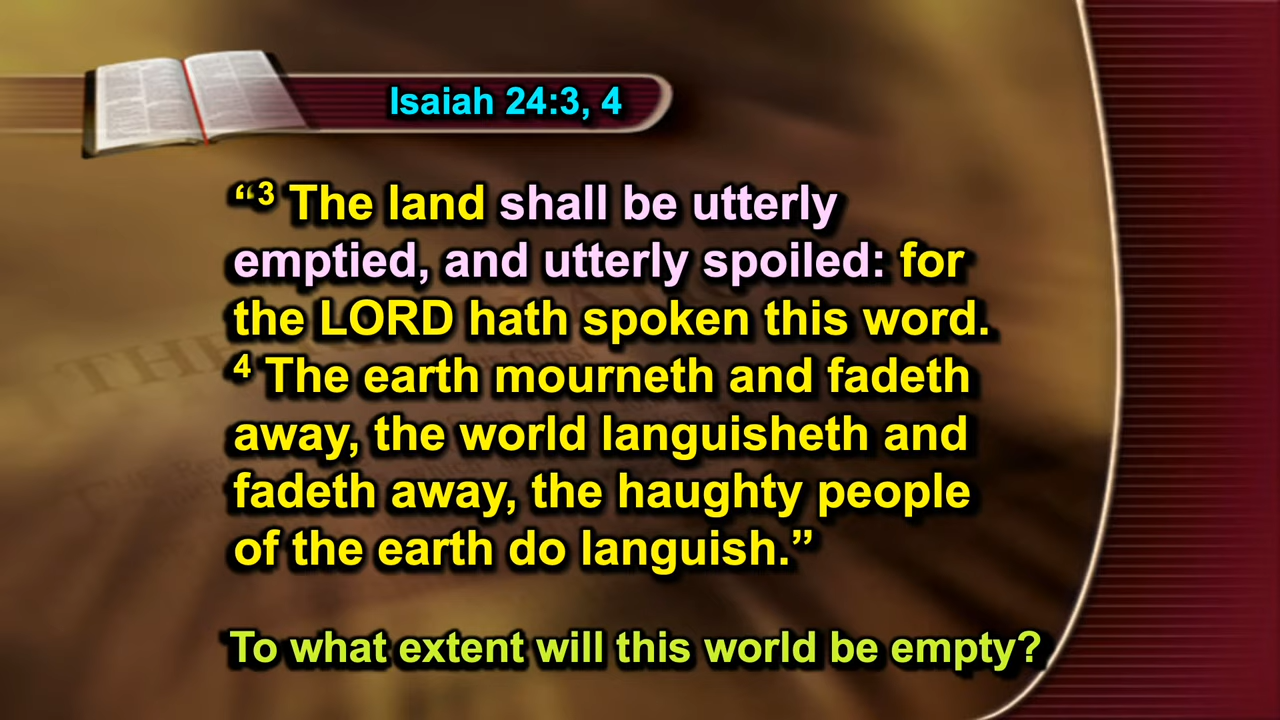 Isaiah 24:3, 4
“³ The land shall be utterly
emptied, and utterly spoiled: for
the LORD hath spoken this word.
⁴ The earth mourneth and fadeth
away, the world languisheth and
fadeth away, the haughty people
of the earth do languish.”
To what extent will this world be empty?